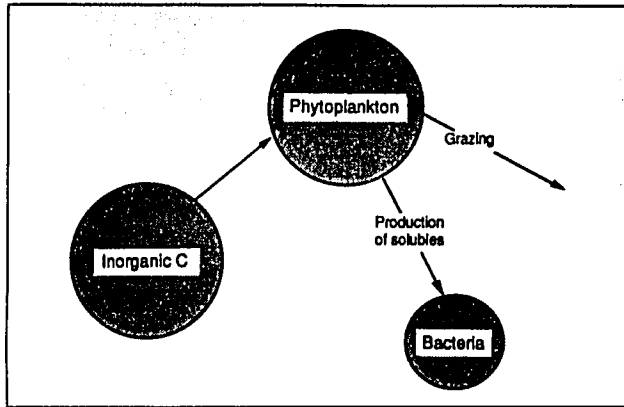 Phytoplankton
Grazing
Production
of solubles
Inorganic C
Bacteria